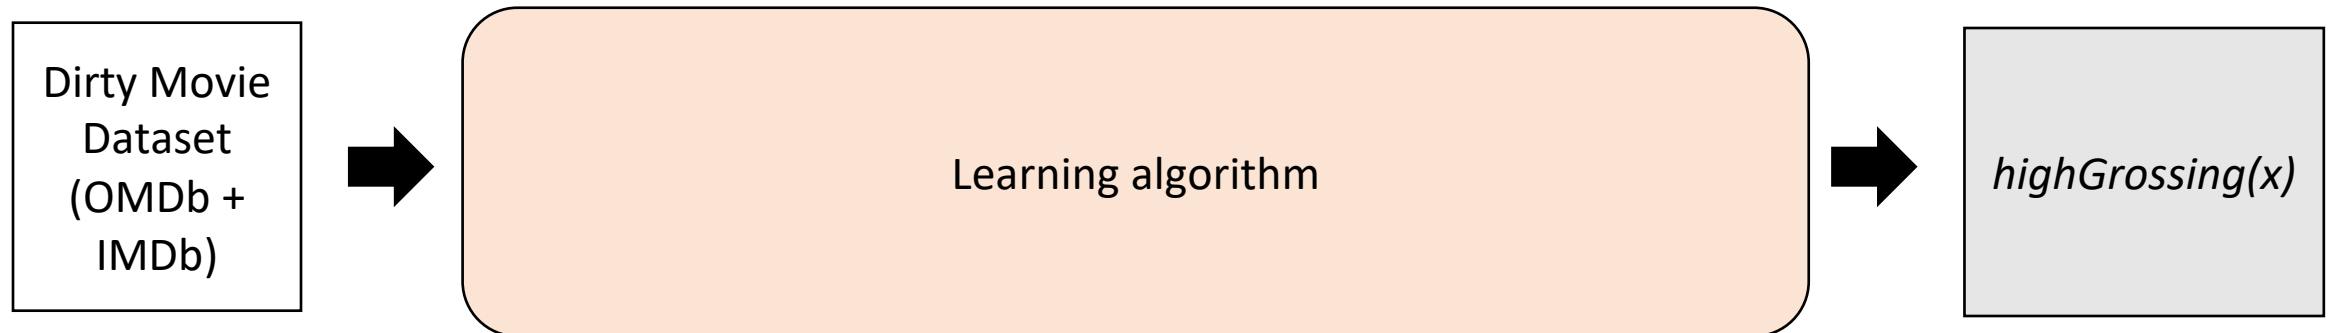 Dirty Movie
Dataset
(OMDb +
IMDb)
Learning algorithm
highGrossing(x)